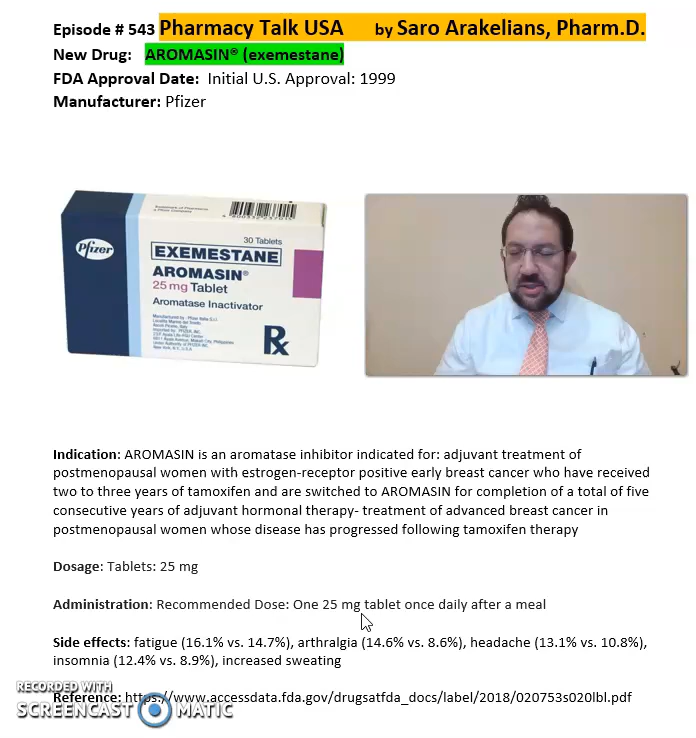 Episode # 543 Pharmacy Talk USA by Saro Arakelians, Pharm.D.
New Drug: AROMASIN® (exemestane)
FDA Approval Date: Initial U.S. Approval: 1999
Manufacturer: Pfizer
30 Tablets
Pfizer
EXEMESTANE
AROMASIN®
25 mg Tablet
Aromatase Inactivator
Rx
Indication: AROMASIN is an aromatase inhibitor indicated for: adjuvant treatment of
postmenopausal women with estrogen-receptor positive early breast cancer who have received
two to three years of tamoxifen and are switched to AROMASIN for completion of a total of five
consecutive years of adjuvant hormonal therapy- treatment of advanced breast cancer in
postmenopausal women whose disease has progressed following tamoxifen therapy
Dosage: Tablets: 25 mg
Administration: Recommended Dose: One 25 mg tablet once daily after a meal
Side effects: fatigue (16.1% vs. 14.7%), arthralgia (14.6% vs. 8.6%), headache (13.1% vs. 10.8%),
insomnia (12.4% vs. 8.9%), increased sweating
Reference: https://www.accessdata.fda.gov/drugsatfda_docs/label/2018/020753s020lbl.pdf
RECORDED WITH
SCREENCAST MATIC